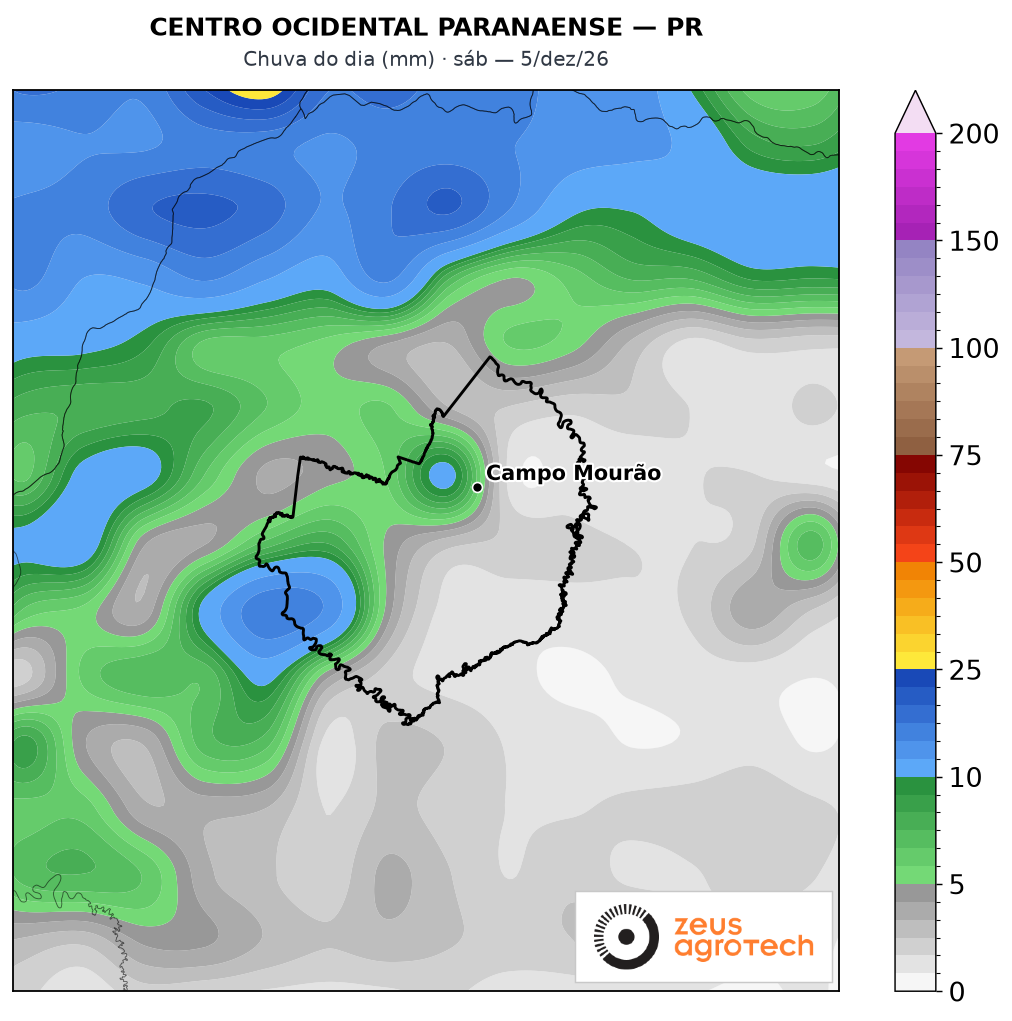 CENTRO OCIDENTAL PARANAENSE — PR
Chuva do dia (mm) · sáb — 5/dez/26
200
150
100
75
50
25
10
5
0
Campo Mourão
zeus
agrotech